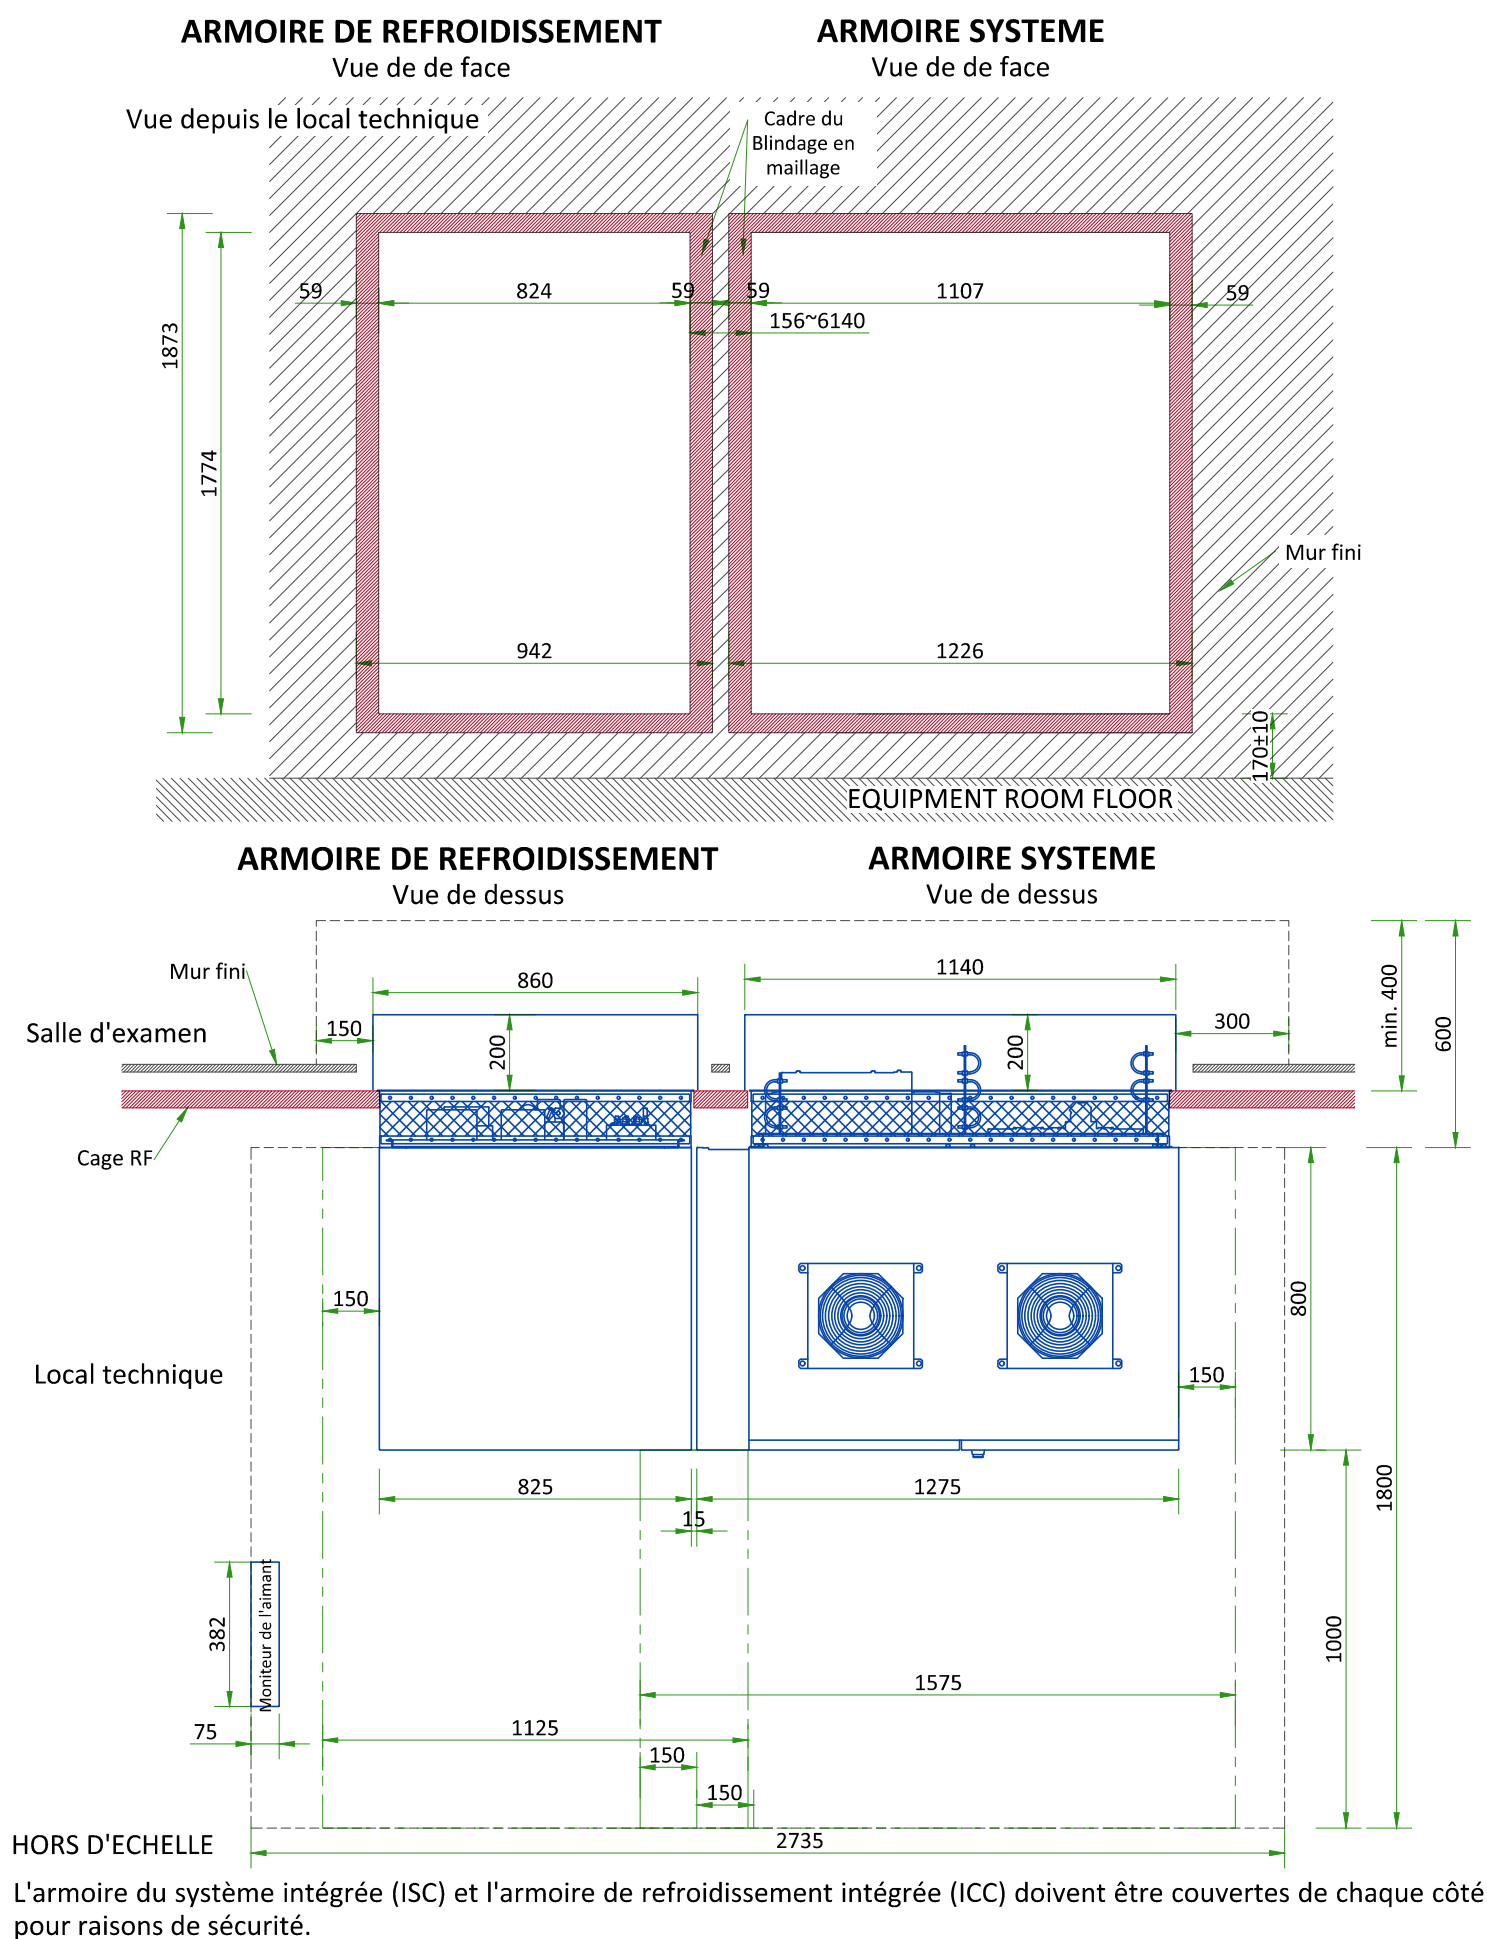 ARMOIRE DE REFROIDISSEMENT
Vue de de face
ARMOIRE SYSTEME
Vue de de face
Vue depuis le local technique
Cadre du
Blindage en
maillage
59
824
59
59
1107
59
156~6140
1873
1774
Mur fini
942
1226
170±10
EQUIPMENT ROOM FLOOR
ARMOIRE DE REFROIDISSEMENT
Vue de dessus
ARMOIRE SYSTEME
Vue de dessus
Mur fini
860
1140
min. 400
600
Salle d'examen
150
200
200
300
Cage RF
150
800
Local technique
150
825
1275
15
1800
382
Moniteur de l'aimant
1000
1575
75
1125
150
150
HORS D'ECHELLE
2735
L'armoire du système intégrée (ISC) et l'armoire de refroidissement intégrée (ICC) doivent être couvertes de chaque côté
pour raisons de sécurité.